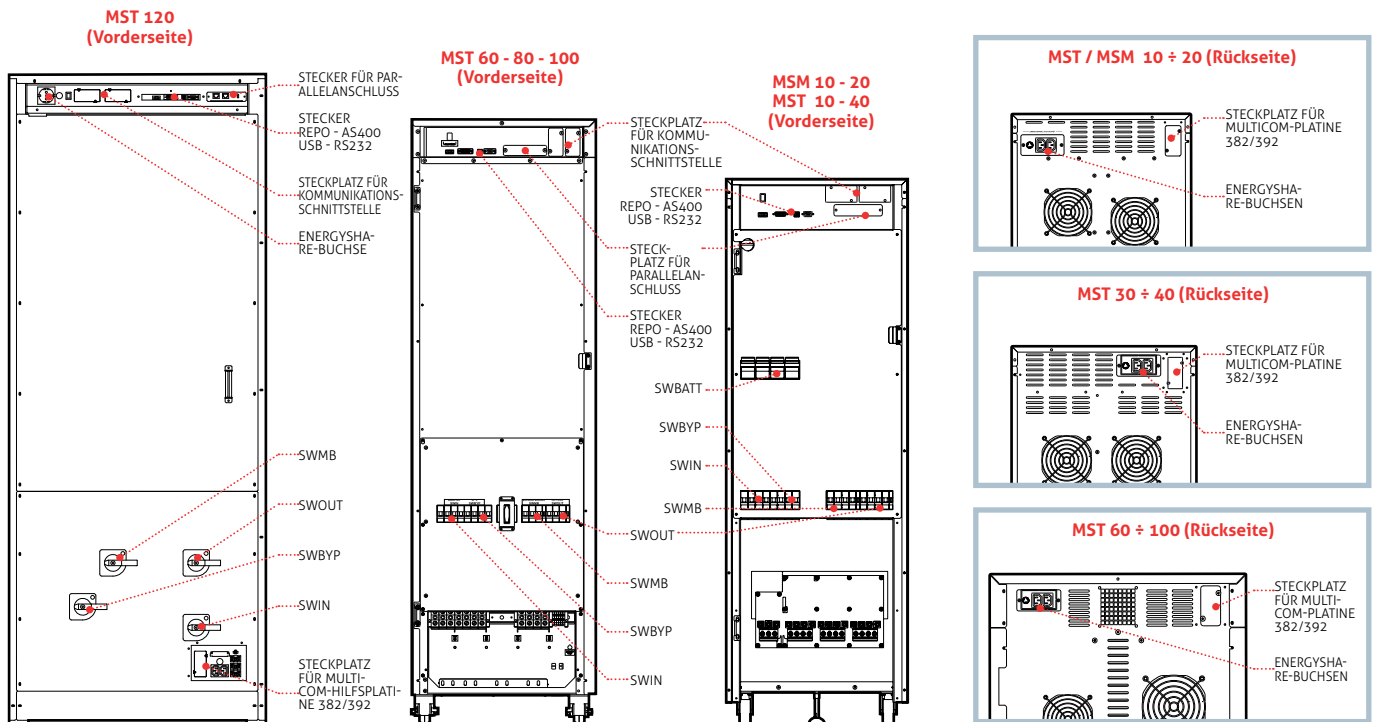 MST 120
(Vorderseite)
STECKER FÜR PAR-
ALLELANSCHLUSS
STECKER
REPO - AS400
USB - RS232
STECKPLATZ FÜR
KOMMUNIKATIONS-
SCHNITTSTELLE
ENERGYSHA-
RE-BUCHSE
SWMB
SWOUT
SWBYP
SWIN
STECKPLATZ
FÜR MULTI-
COM-HILFSPLATI-
NE 382/392
MST 60 - 80 - 100
(Vorderseite)
STECKPLATZ
FÜR KOMMU-
NIKATIONS-
SCHNITTSTELLE
STECKER
REPO - AS400
USB - RS232
STECK-
PLATZ FÜR
PARALLELAN-
SCHLUSS
STECKER
REPO - AS400
USB - RS232
SWBATT
SWBYP
SWIN
SWMB
SWOUT
SWMB
SWBYP
SWIN
MSM 10 - 20
MST 10 - 40
(Vorderseite)
MST / MSM 10 ÷ 20 (Rückseite)
STECKPLATZ FÜR
MULTICOM-PLATINE
382/392
ENERGYSHA-
RE-BUCHSEN
MST 30 ÷ 40 (Rückseite)
STECKPLATZ FÜR
MULTICOM-PLATINE
382/392
ENERGYSHA-
RE-BUCHSEN
MST 60 ÷ 100 (Rückseite)
STECKPLATZ
FÜR MULTI-
COM-PLATINE
382/392
ENERGYSHA-
RE-BUCHSEN